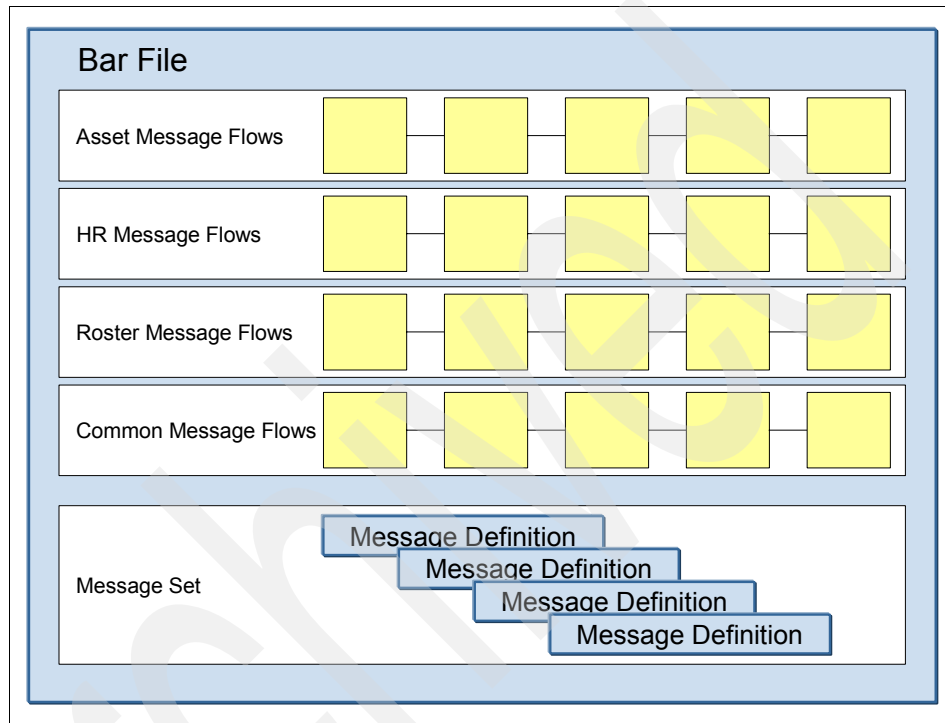 Bar File
Asset Message Flows
HR Message Flows
Roster Message Flows
Common Message Flows
Message Set
Message Definition
Message Definition
Message Definition
Message Definition